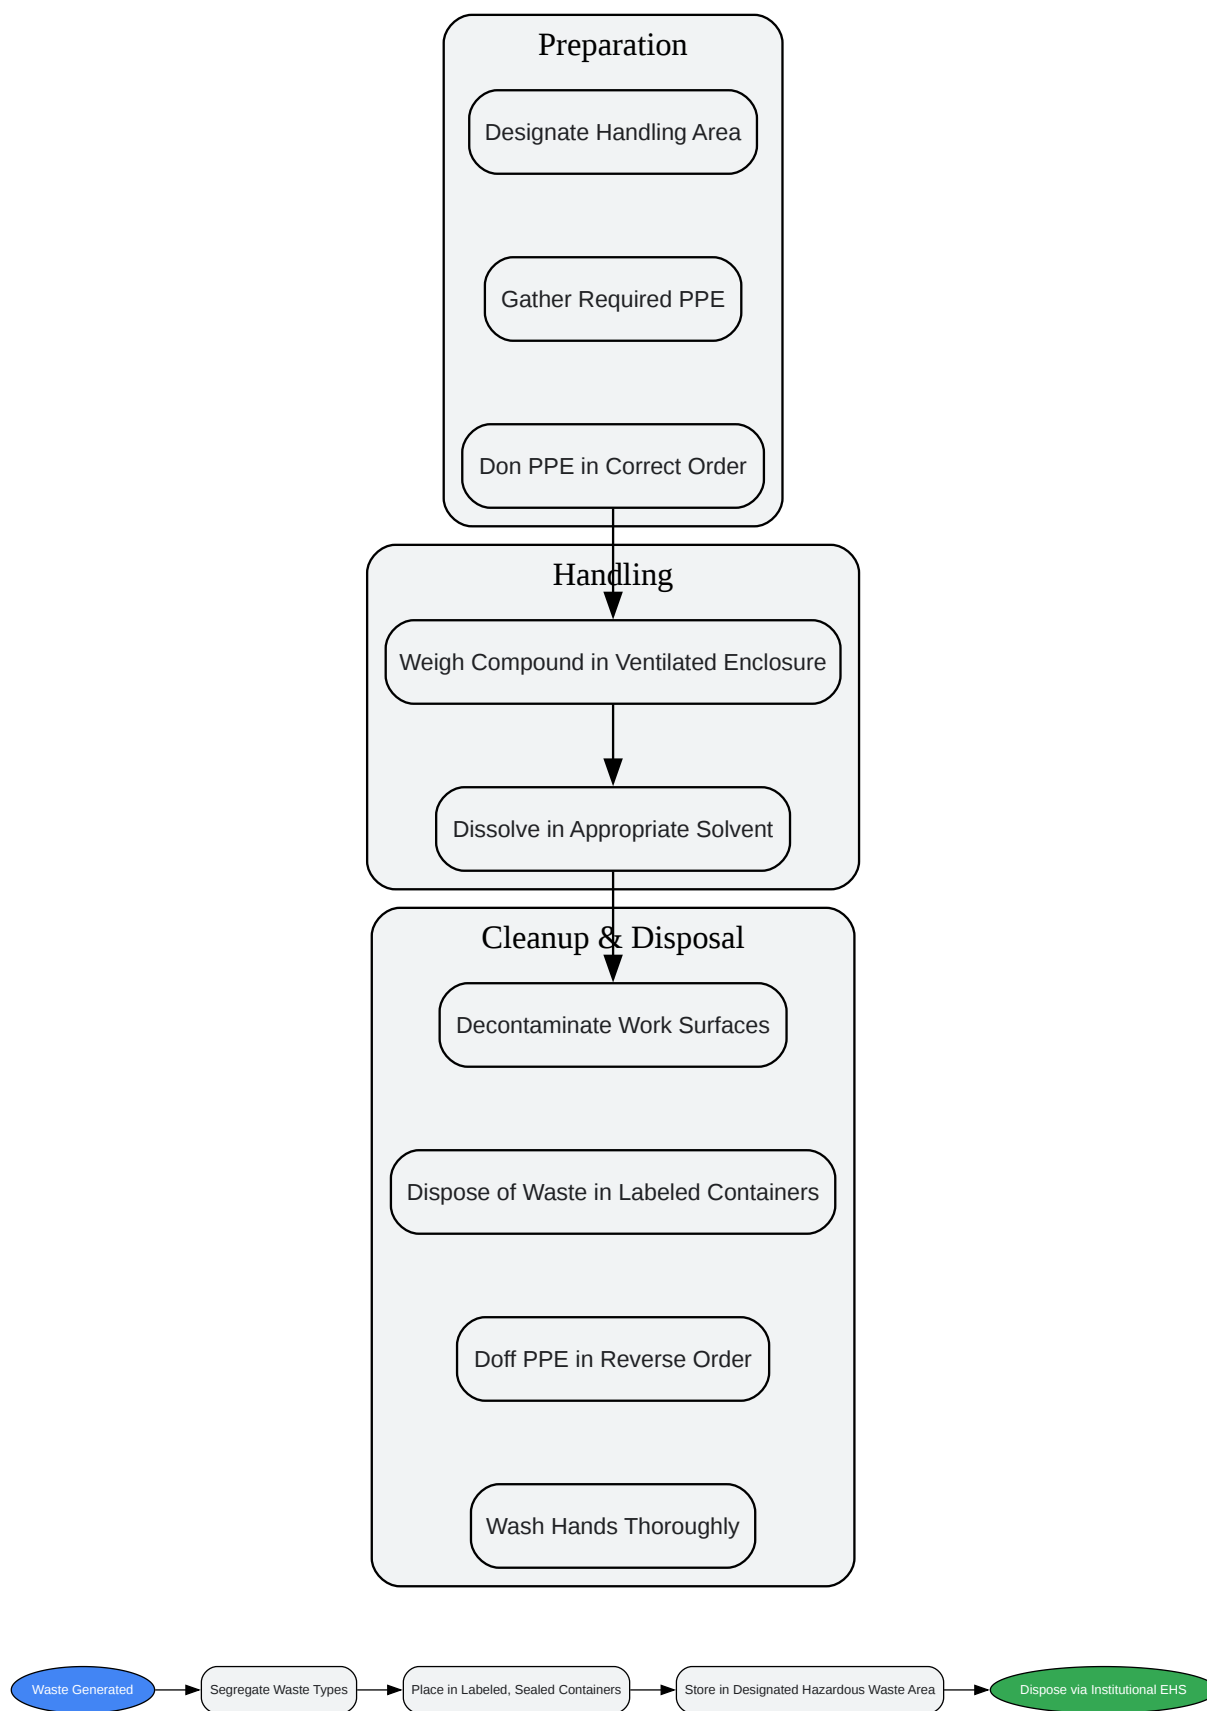 Preparation
Designate Handling Area
Gather Required PPE
Don PPE in Correct Order
Handling
Weigh Compound in Ventilated Enclosure
Dissolve in Appropriate Solvent
Cleanup & Disposal
Decontaminate Work Surfaces
Dispose of Waste in Labeled Containers
Doff PPE in Reverse Order
Wash Hands Thoroughly
Waste Generated
Segregate Waste Types
Place in Labeled, Sealed Containers
Store in Designated Hazardous Waste Area
Dispose via Institutional EHS